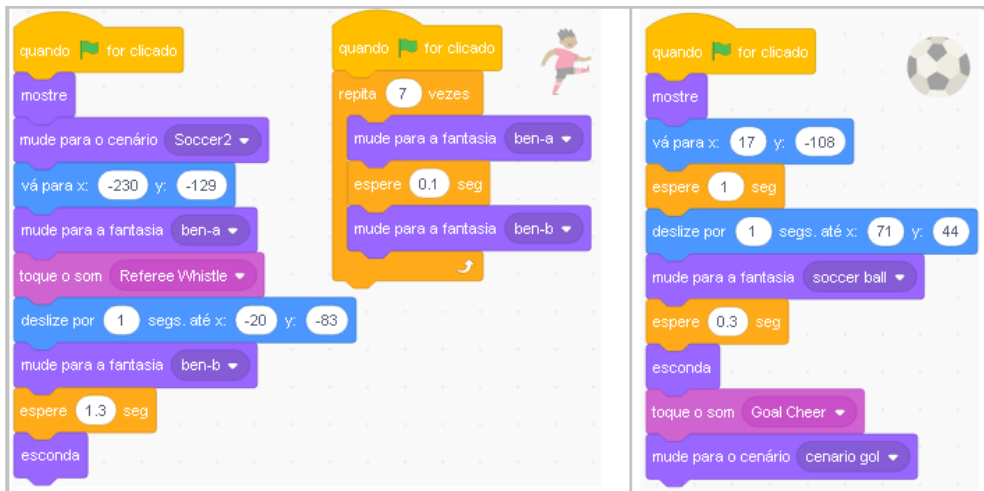 quando for clicado
mostre
mude para o cenário Soccer2
vá para x: -230 y: -129
mude para a fantasia ben-a
toque o som Referee Whistle
deslize por 1 segs. até x: -20 y: -83
mude para a fantasia ben-b
espere 1.3 seg
esconda
quando for clicado
repita 7 vezes
mude para a fantasia ben-a
espere 0.1 seg
mude para a fantasia ben-b
quando for clicado
mostre
vá para x: 17 y: -108
espere 1 seg
deslize por 1 segs. até x: 71 y: 44
mude para a fantasia soccer ball
espere 0.3 seg
esconda
toque o som Goal Cheer
mude para o cenário cenario gol